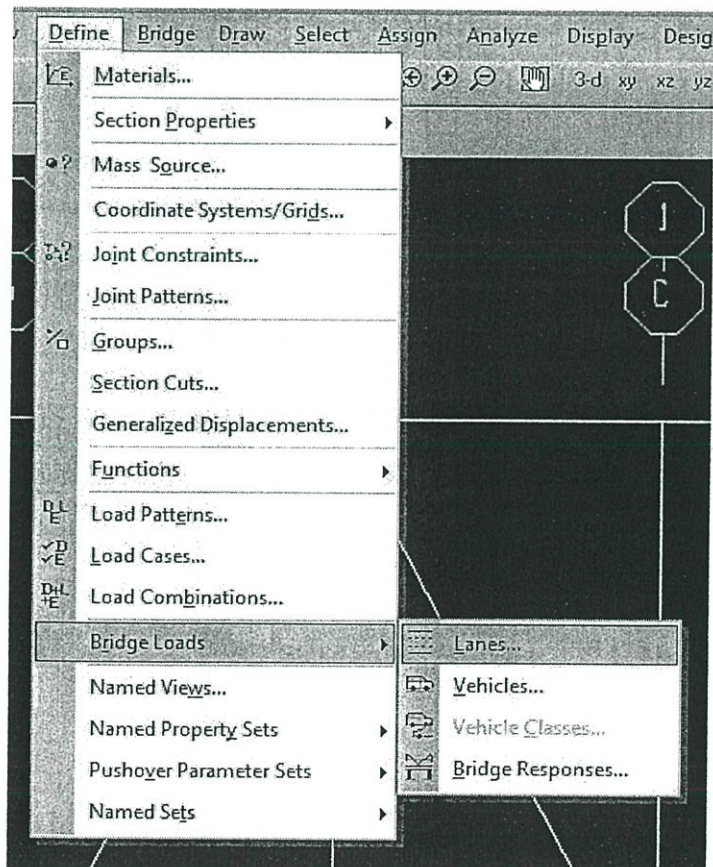 Define Bridge Draw Select Assign Analyze Display Desig
3-d xy xz yz
Materials...
Section Properties
Mass Source...
Coordinate Systems/Grids...
Joint Constraints...
Joint Patterns...
Groups...
Section Cuts...
Generalized Displacements...
Functions
Load Patterns...
Load Cases...
Load Combinations...
Bridge Loads
Lanes...
Named Views...
Vehicles...
Named Property Sets
Vehicle Classes...
Pushover Parameter Sets
Bridge Responses...
Named Sets
1
C